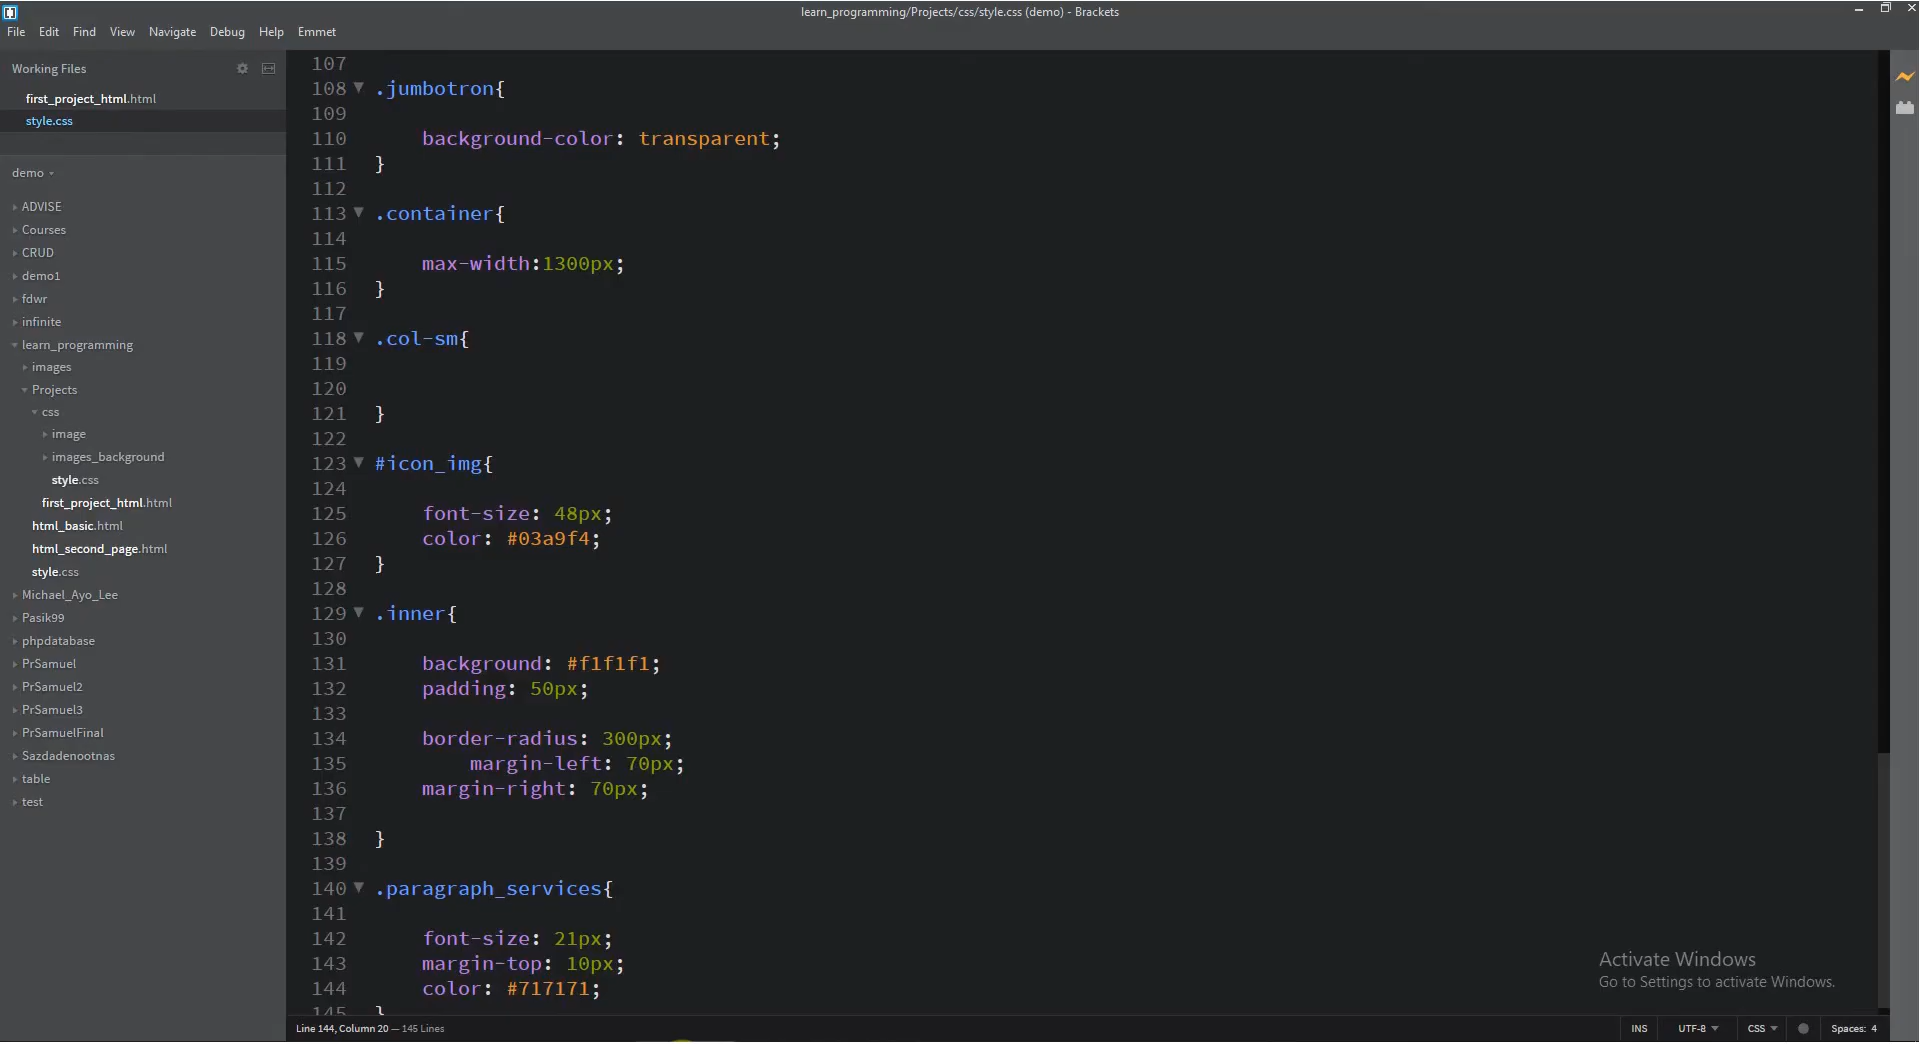 learn_programming/Projects/css/style.css (demo) - Brackets
File Edit Find View Navigate Debug Help Emmet
Working Files
first_project_html.html
style.css
demo
ADVISE
Courses
CRUD
demo1
fdwr
infinite
learn_programming
images
Projects
css
image
images_background
style.css
first_project_html.html
html_basic.html
html_second_page.html
style.css
Michael_Ayo_Lee
Pasik99
phpdatabase
PrSamuel
PrSamuel2
PrSamuel3
PrSamuelFinal
Sazdadenootnas
table
test
107
108 .jumbotron{
109
110 background-color: transparent;
111 }
112
113 .container{
114
115 max-width:1300px;
116 }
117
118 .col-sm{
119
120
121 }
122
123 #icon_img{
124
125 font-size: 48px;
126 color: #03a9f4;
127 }
128
129 .inner{
130
131 background: #f1f1f1;
132 padding: 50px;
133
134 border-radius: 300px;
135 margin-left: 70px;
136 margin-right: 70px;
137
138 }
139
140 .paragraph_services{
141
142 font-size: 21px;
143 margin-top: 10px;
144 color: #717171;
145 }
Activate Windows
Go to Settings to activate Windows.
Line 144, Column 20 — 145 Lines
INS UTF-8 CSS Spaces: 4